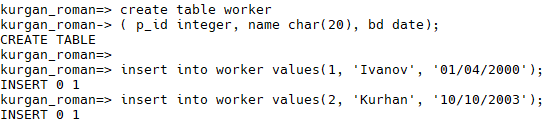 kurgan_roman=> create table worker
kurgan_roman-> ( p_id integer, name char(20), bd date);
CREATE TABLE
kurgan_roman=>
kurgan_roman=> insert into worker values(1, 'Ivanov', '01/04/2000');
INSERT 0 1
kurgan_roman=> insert into worker values(2, 'Kurhan', '10/10/2003');
INSERT 0 1